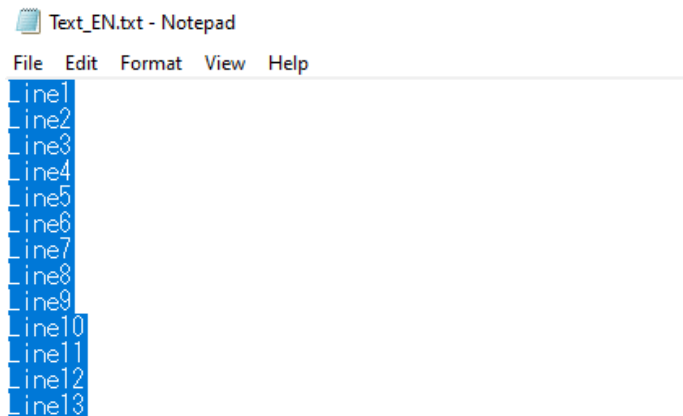 Text_EN.txt - Notepad
File Edit Format View Help
Line1
Line2
Line3
Line4
Line5
Line6
Line7
Line8
Line9
Line10
Line11
Line12
Line13